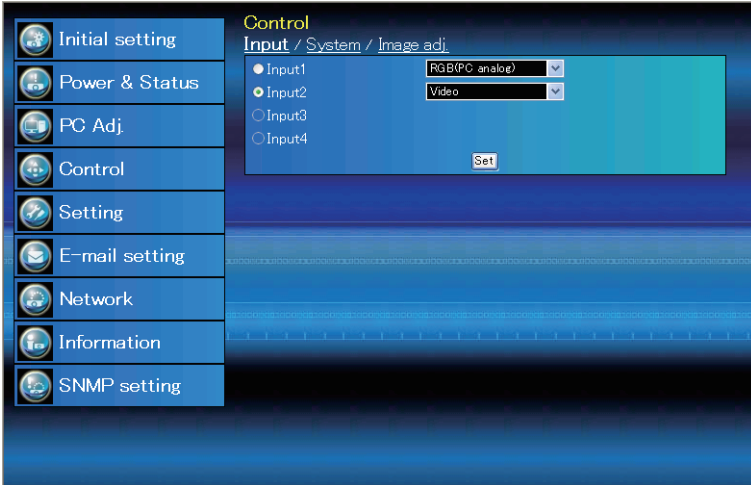 Initial setting
Power & Status
PC Adj.
Control
Setting
E-mail setting
Network
Information
SNMP setting
Control
Input / System / Image adj.
Input1 RGB(PC analog)
Input2 Video
Input3
Input4
Set